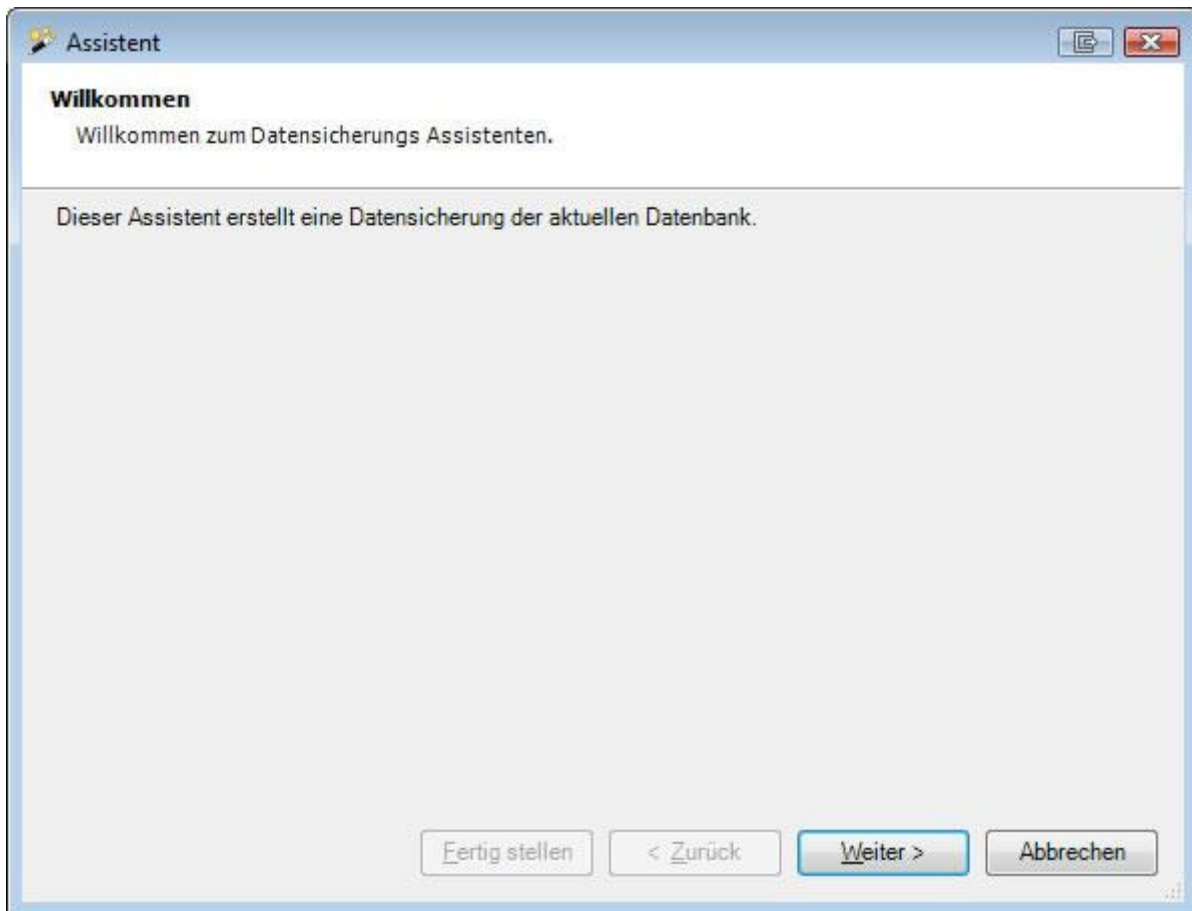 Assistent
Willkommen
Willkommen zum Datensicherungs Assistenten.
Dieser Assistent erstellt eine Datensicherung der aktuellen Datenbank.
Fertig stellen
< Zurück
Weiter >
Abbrechen